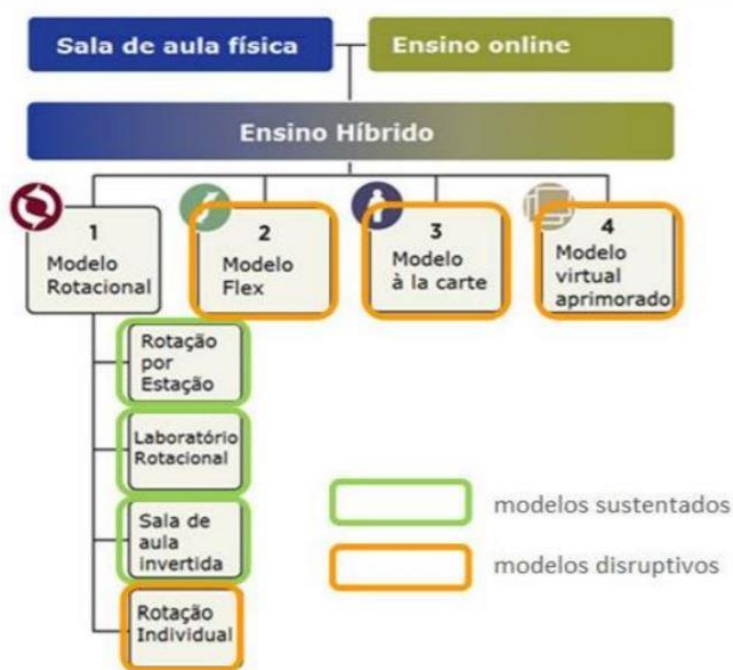 Sala de aula física
Ensino online
Ensino Híbrido
1
Modelo
Rotacional
2
Modelo
Flex
3
Modelo
à la carte
4
Modelo
virtual
aprimorado
Rotação
por
Estação
Laboratório
Rotacional
Sala de
aula
invertida
Rotação
Individual
modelos sustentados
modelos disruptivos